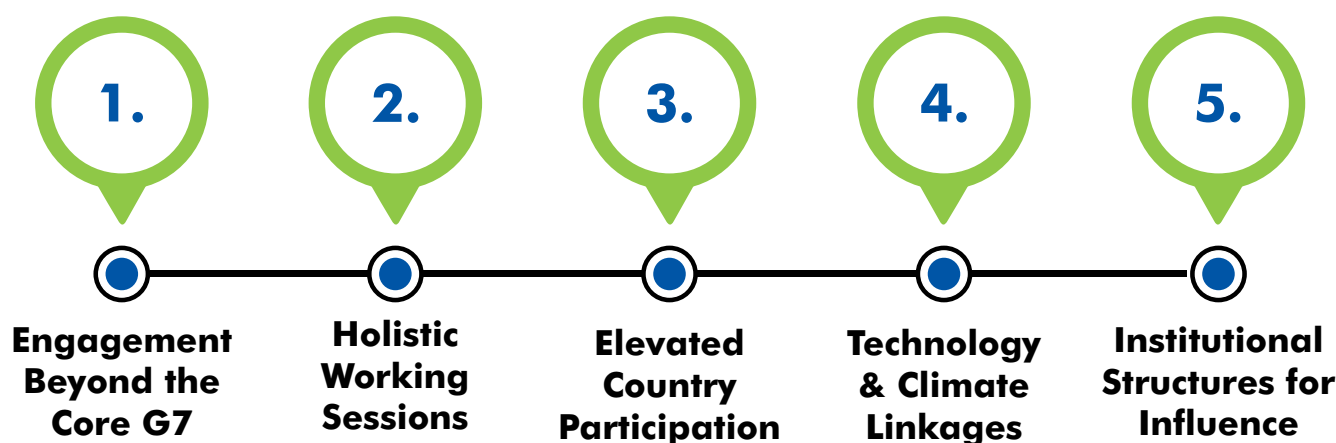 1.
2.
3.
4.
5.
Engagement
Beyond the
Core G7
Holistic
Working
Sessions
Elevated
Country
Participation
Technology
& Climate
Linkages
Institutional
Structures for
Influence